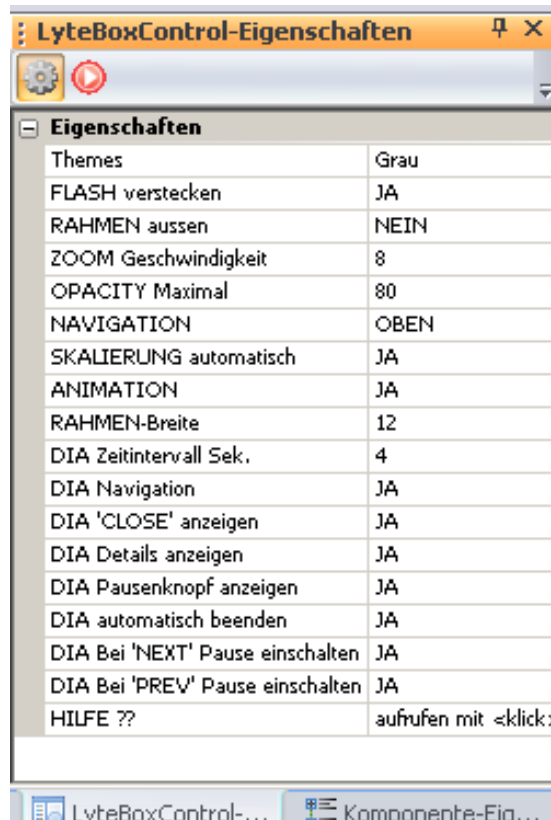 LyteBoxControl-Eigenschaften
Eigenschaften
Themes Grau
FLASH verstecken JA
RAHMEN aussen NEIN
ZOOM Geschwindigkeit 8
OPACITY Maximal 80
NAVIGATION OBEN
SKALIERUNG automatisch JA
ANIMATION JA
RAHMEN-Breite 12
DIA Zeitintervall Sek. 4
DIA Navigation JA
DIA 'CLOSE' anzeigen JA
DIA Details anzeigen JA
DIA Pausenknopf anzeigen JA
DIA automatisch beenden JA
DIA Bei 'NEXT' Pause einschalten JA
DIA Bei 'PREV' Pause einschalten JA
HILFE ?? aufrufen mit <klick>
LyteBoxControl-... Komponente-Eig...